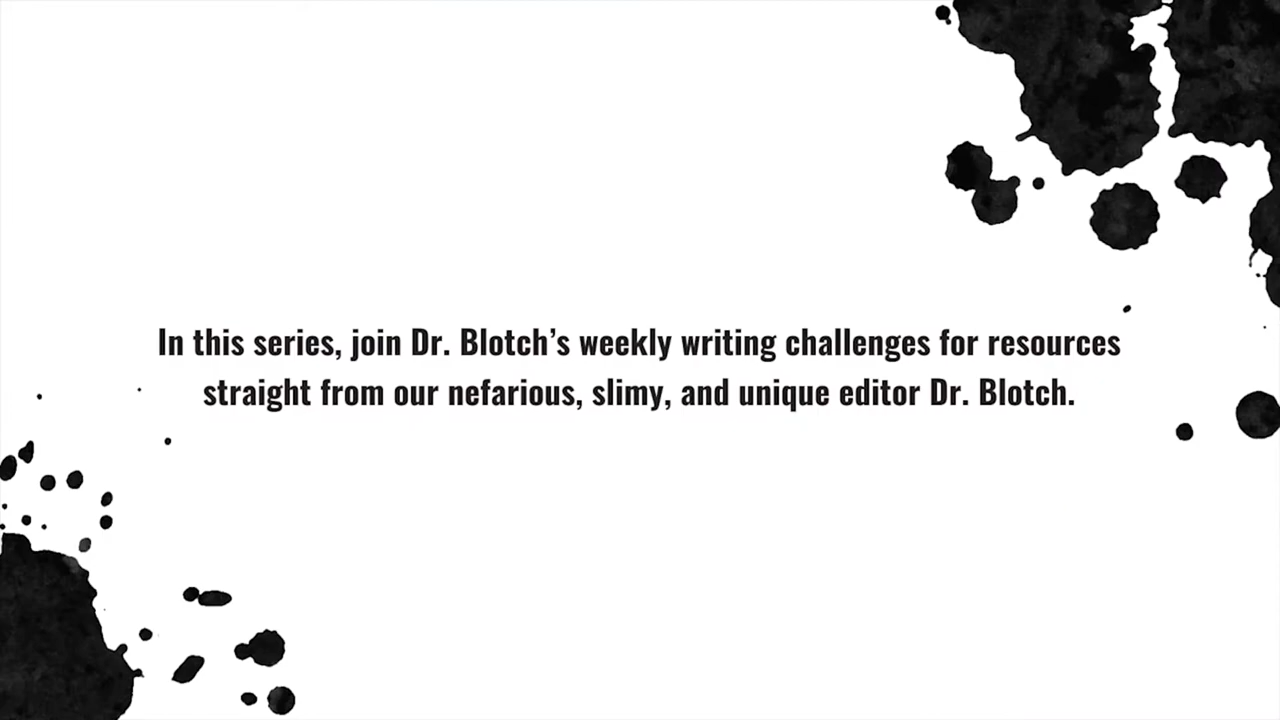 In this series, join Dr. Blotch’s weekly writing challenges for resources
straight from our nefarious, slimy, and unique editor Dr. Blotch.